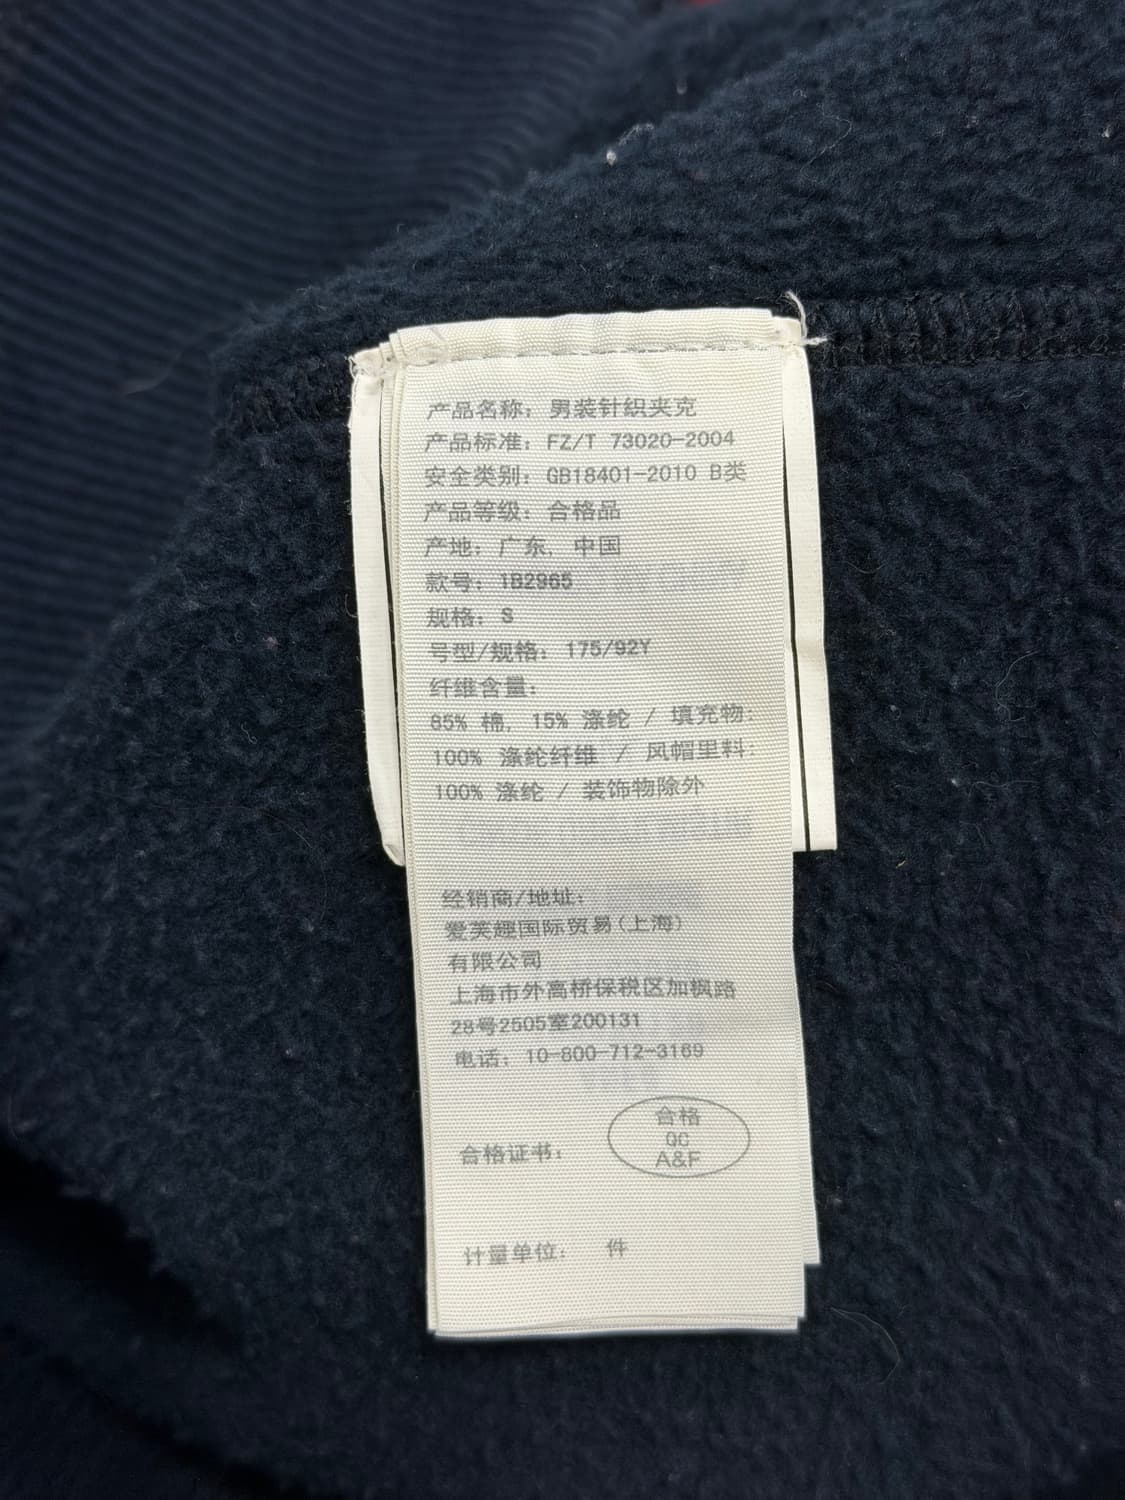 产品名称: 男装针织夹克
产品标准: FZ/T 73020-2004
安全类别: GB18401-2010 B类
产品等级: 合格品
产地: 广东, 中国
款号: 1B2965
规格: S
号型/规格: 175/92Y
纤维含量:
85% 棉, 15% 涤纶 / 填充物:
100% 涤纶纤维 / 风帽里料:
100% 涤纶 / 装饰物除外
经销商/地址:
爱芙趣国际贸易(上海)
有限公司
上海市外高桥保税区加枫路
28号2505室200131
电话: 10-800-712-3169
合格
QC
A&F
合格证书:
计量单位: 件